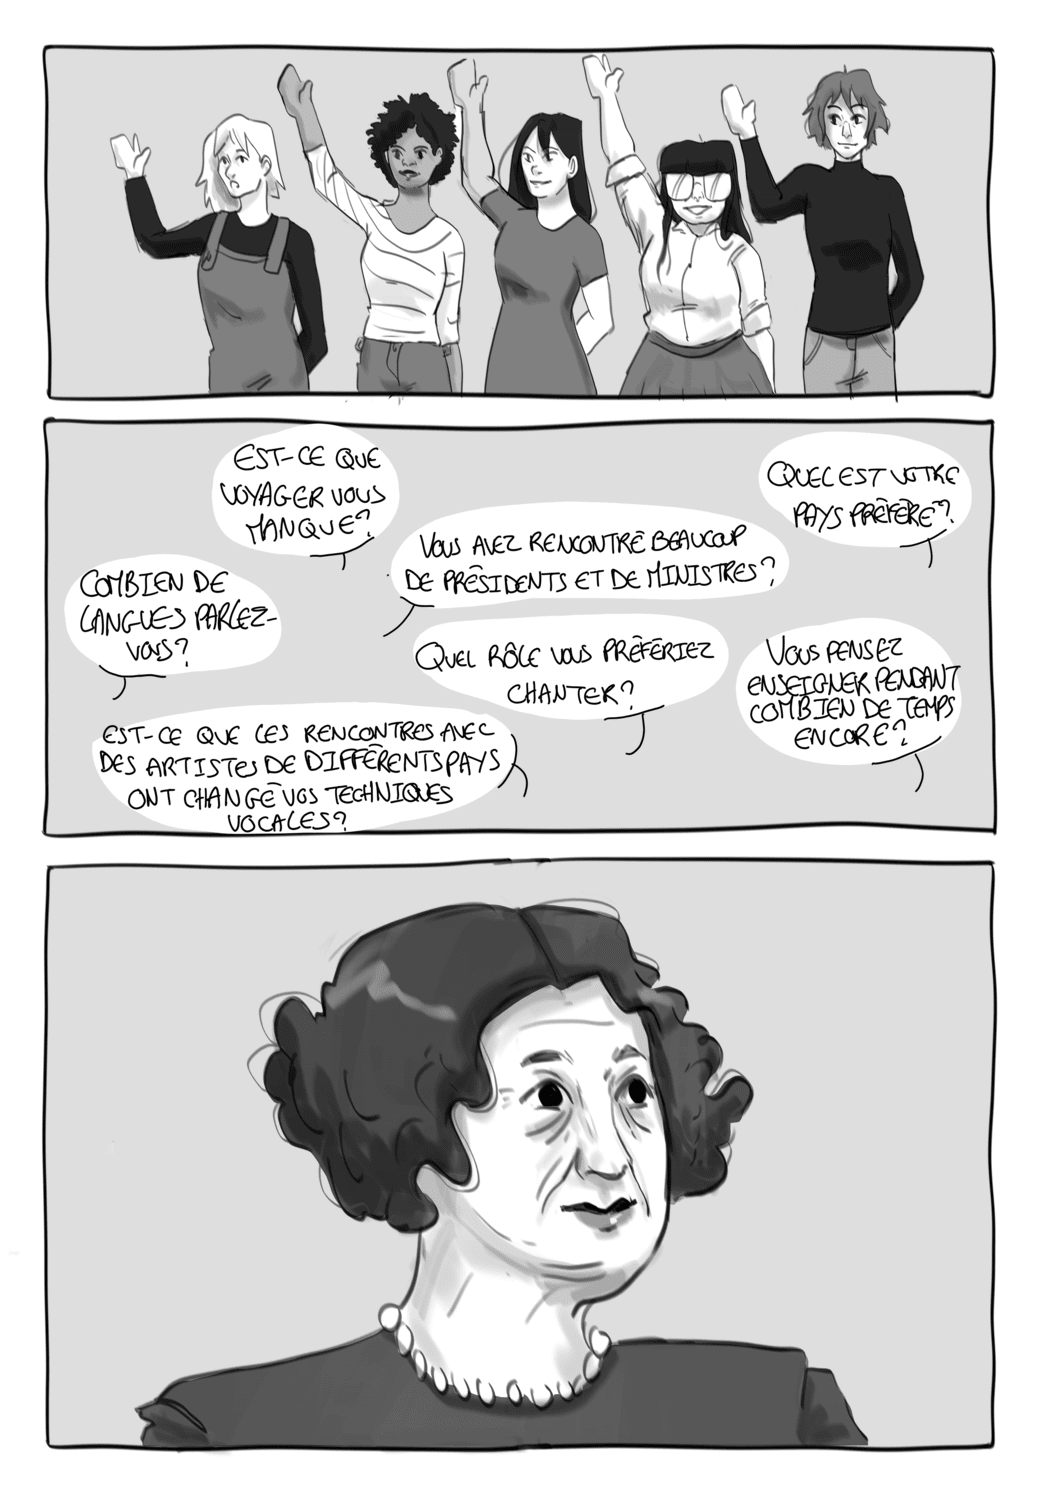 EST-CE QUE
VOYAGER VOUS
MANQUE?
QUEL EST VOTRE
PAYS PRÉFÉRÉ?
VOUS AVEZ RENCONTRÉ BEAUCOUP
DE PRÉSIDENTS ET DE MINISTRES?
COMBIEN DE
LANGUES PARLEZ-
VOUS?
QUEL RÔLE VOUS PRÉFÉRIEZ
CHANTER?
VOUS PENSEZ
ENSEIGNER PENDANT
COMBIEN DE TEMPS
ENCORE?
EST-CE QUE CES RENCONTRES AVEC
DES ARTISTES DE DIFFÉRENTS PAYS
ONT CHANGÉ VOS TECHNIQUES
VOCALES?